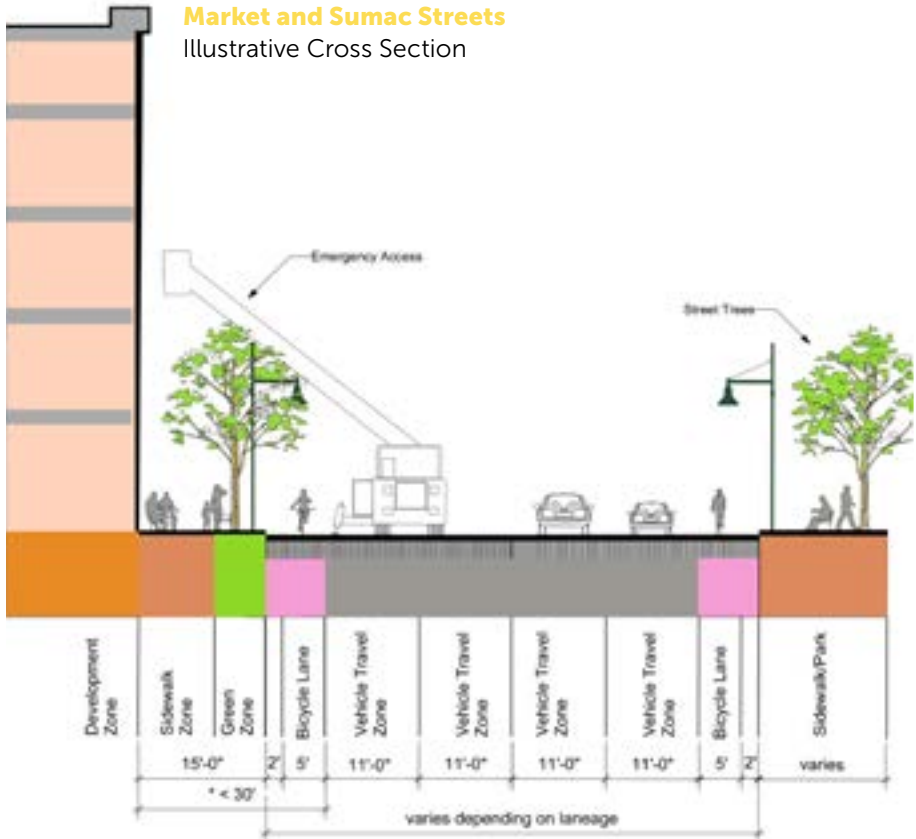 Market and Sumac Streets
Illustrative Cross Section
Emergency Access
Street Trees
Development
Zone
Sidewalk
Zone
Green
Zone
Bicycle Lane
Vehicle Travel
Zone
Vehicle Travel
Zone
Vehicle Travel
Zone
Vehicle Travel
Zone
Bicycle Lane
Sidewalk/Park
15'-0" 2' 5' 11'-0" 11'-0" 11'-0" 11'-0" 5' 2' varies
* < 30'
varies depending on laneage